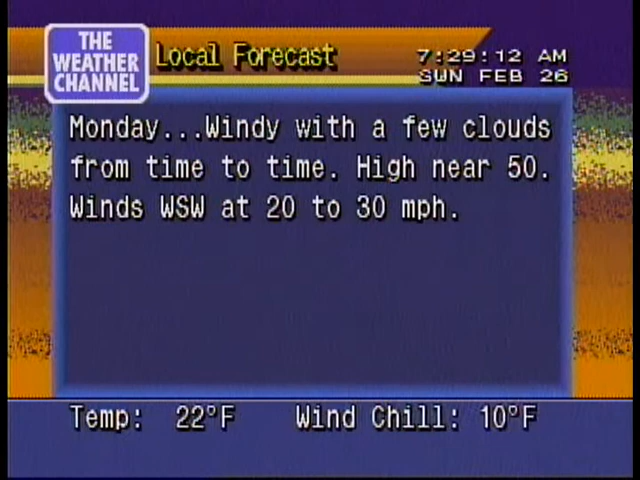 THE
WEATHER
CHANNEL
Local Forecast
7:29:12 AM
SUN FEB 26
Monday...Windy with a few clouds
from time to time. High near 50.
Winds WSW at 20 to 30 mph.
Temp: 22°F Wind Chill: 10°F